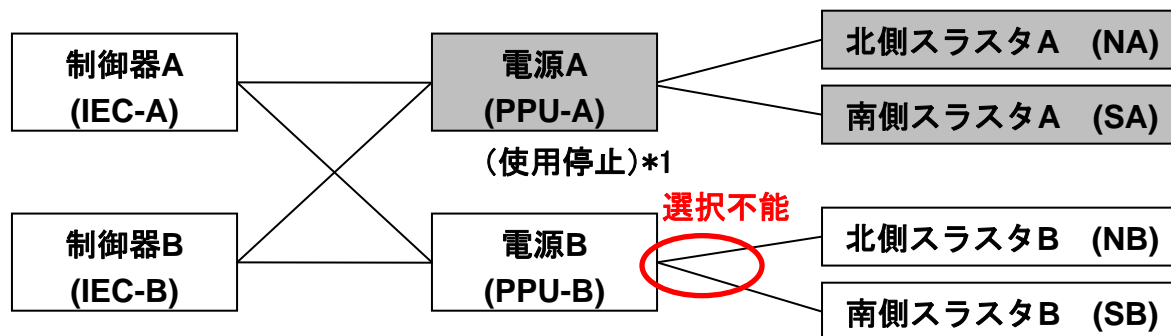 制御器A
(IEC-A)
電源A
(PPU-A)
(使用停止)*1
北側スラスタA (NA)
南側スラスタA (SA)
制御器B
(IEC-B)
電源B
(PPU-B)
選択不能
北側スラスタB (NB)
南側スラスタB (SB)